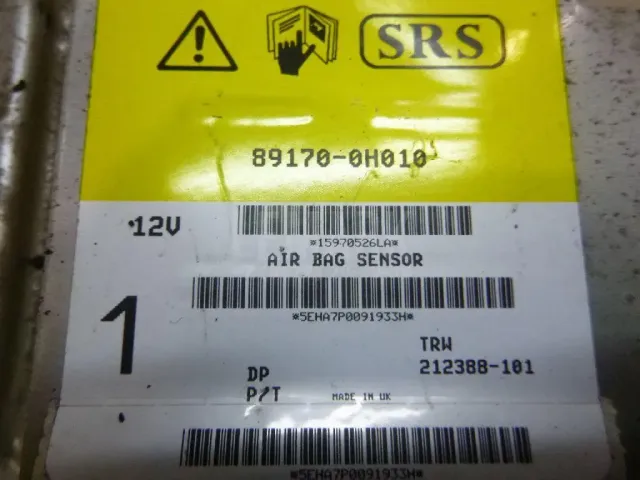 SRS
89170-0H010
12V
*15970526LA*
AIR BAG SENSOR
*5EHA7P0091933H*
1
TRW
DP
212388-101
P/T
MADE IN UK
*5EHA7P0091933H*